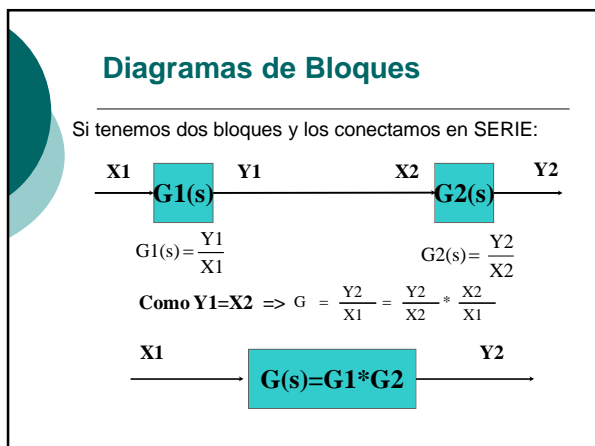 Diagramas de Bloques
Si tenemos dos bloques y los conectamos en SERIE:
X1 Y1 X2 Y2
G1(s) G2(s)
G1(s)=Y1/X1 G2(s)=Y2/X2
Como Y1=X2 => G = Y2/X1 = Y2/X2 * X2/X1
X1 Y2
G(s)=G1*G2